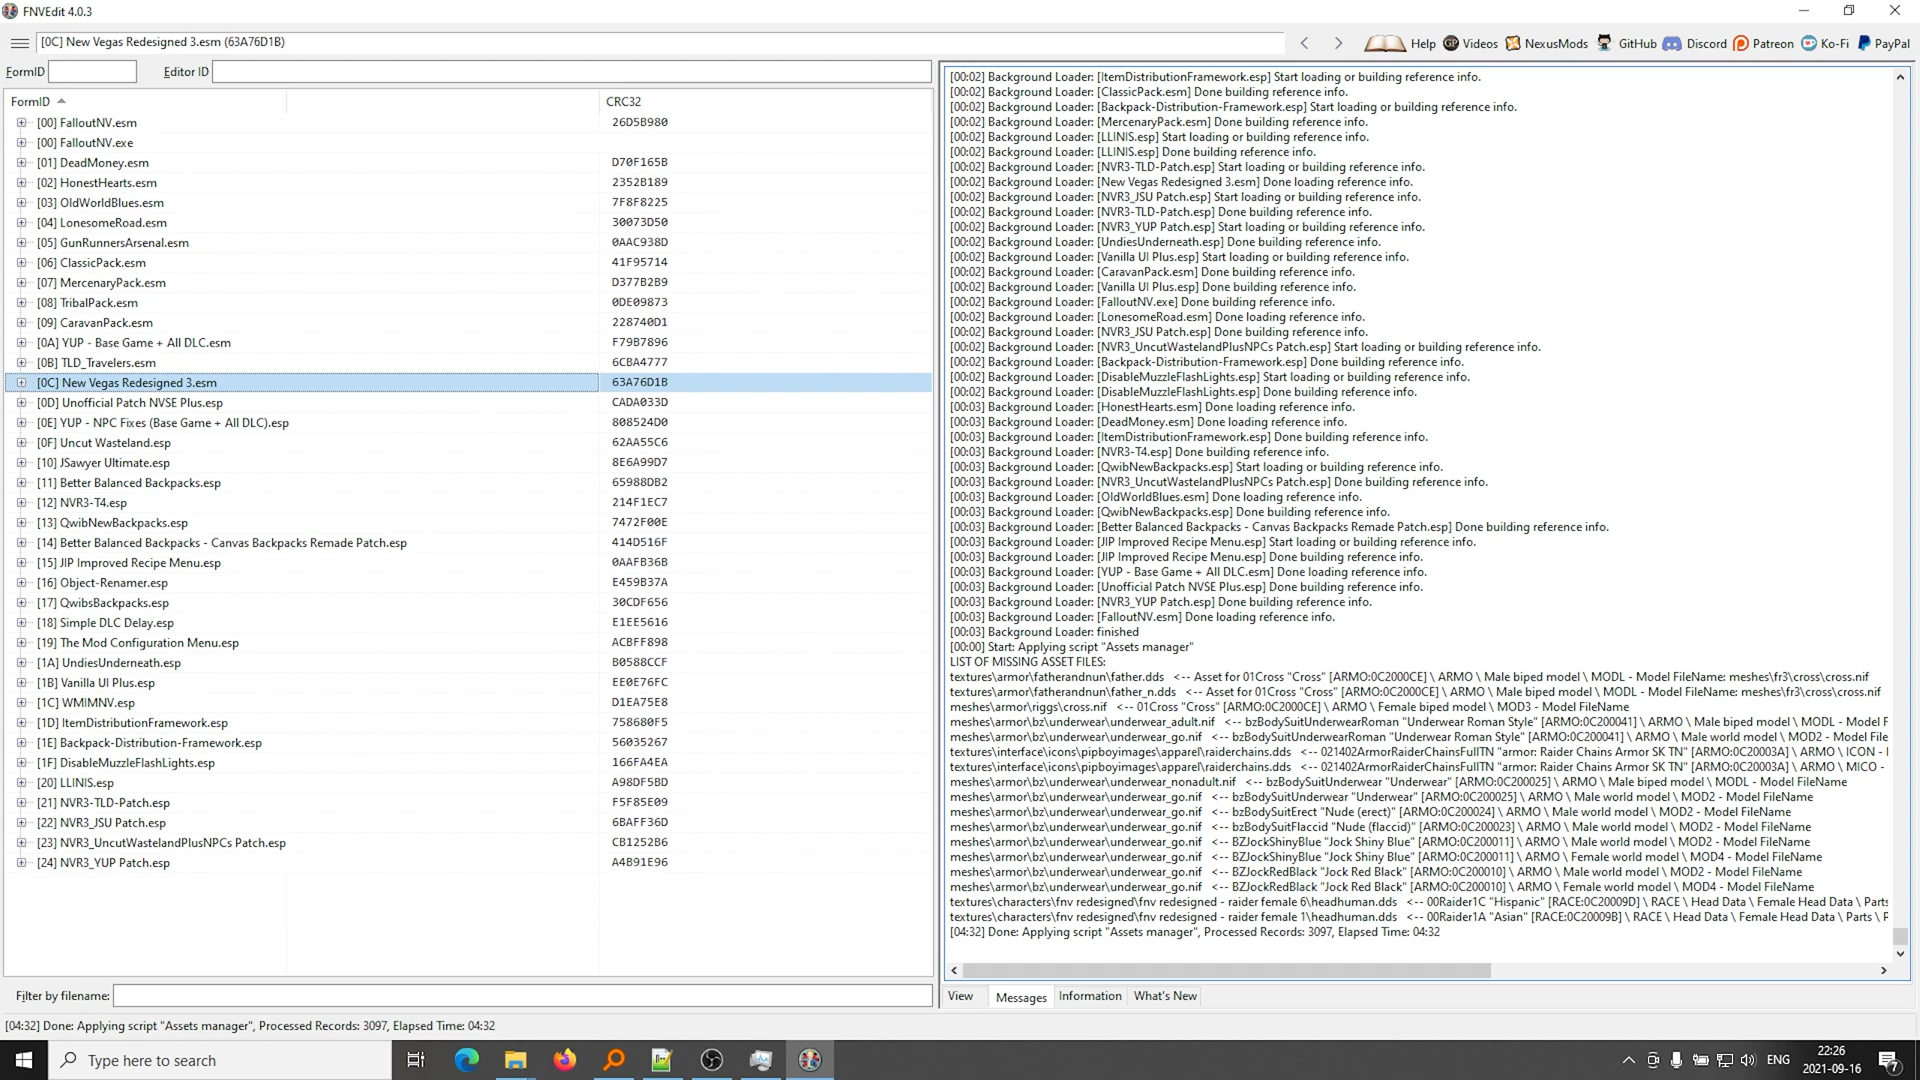 FNVEdit 4.0.3
[0C] New Vegas Redesigned 3.esm (63A76D1B)
Help
Videos
NexusMods
GitHub
Discord
Patreon
Ko-Fi
PayPal
FormID
Editor ID
FormID
CRC32
[00] FalloutNV.esm 26D5B980
[00] FalloutNV.exe
[01] DeadMoney.esm D70F165B
[02] HonestHearts.esm 2352B189
[03] OldWorldBlues.esm 7F8F8225
[04] LonesomeRoad.esm 30073D50
[05] GunRunnersArsenal.esm 0AAC938D
[06] ClassicPack.esm 41F95714
[07] MercenaryPack.esm D377B2B9
[08] TribalPack.esm 0DE09873
[09] CaravanPack.esm 228740D1
[0A] YUP - Base Game + All DLC.esm F79B7896
[0B] TLD_Travelers.esm 6CBA4777
[0C] New Vegas Redesigned 3.esm 63A76D1B
[0D] Unofficial Patch NVSE Plus.esp CADA033D
[0E] YUP - NPC Fixes (Base Game + All DLC).esp 808524D0
[0F] Uncut Wasteland.esp 62AA55C6
[10] JSawyer Ultimate.esp 8E6A99D7
[11] Better Balanced Backpacks.esp 65988DB2
[12] NVR3-T4.esp 214F1EC7
[13] QwibNewBackpacks.esp 7472F00E
[14] Better Balanced Backpacks - Canvas Backpacks Remade Patch.esp 414D516F
[15] JIP Improved Recipe Menu.esp 0AAFB36B
[16] Object-Renamer.esp E459B37A
[17] QwibsBackpacks.esp 30CDF656
[18] Simple DLC Delay.esp E1EE5616
[19] The Mod Configuration Menu.esp ACBFF898
[1A] UndiesUnderneath.esp B0588CCF
[1B] Vanilla UI Plus.esp EE0E76FC
[1C] WMIMNV.esp D1EA75E8
[1D] ItemDistributionFramework.esp 758680F5
[1E] Backpack-Distribution-Framework.esp 56035267
[1F] DisableMuzzleFlashLights.esp 166FA4EA
[20] LLINIS.esp A98DF5BD
[21] NVR3-TLD-Patch.esp F5F85E09
[22] NVR3_JSU Patch.esp 6BAFF36D
[23] NVR3_UncutWastelandPlusNPCs Patch.esp CB1252B6
[24] NVR3_YUP Patch.esp A4B91E96
Filter by filename:
[00:02] Background Loader: [ItemDistributionFramework.esp] Start loading or building reference info.
[00:02] Background Loader: [ClassicPack.esm] Done building reference info.
[00:02] Background Loader: [Backpack-Distribution-Framework.esp] Start loading or building reference info.
[00:02] Background Loader: [MercenaryPack.esm] Done building reference info.
[00:02] Background Loader: [LLINIS.esp] Start loading or building reference info.
[00:02] Background Loader: [LLINIS.esp] Done building reference info.
[00:02] Background Loader: [NVR3-TLD-Patch.esp] Start loading or building reference info.
[00:02] Background Loader: [New Vegas Redesigned 3.esm] Done loading reference info.
[00:02] Background Loader: [NVR3_JSU Patch.esp] Start loading or building reference info.
[00:02] Background Loader: [NVR3-TLD-Patch.esp] Done building reference info.
[00:02] Background Loader: [NVR3_YUP Patch.esp] Start loading or building reference info.
[00:02] Background Loader: [UndiesUnderneath.esp] Done building reference info.
[00:02] Background Loader: [Vanilla UI Plus.esp] Start loading or building reference info.
[00:02] Background Loader: [CaravanPack.esm] Done building reference info.
[00:02] Background Loader: [Vanilla UI Plus.esp] Done building reference info.
[00:02] Background Loader: [FalloutNV.exe] Done building reference info.
[00:02] Background Loader: [LonesomeRoad.esm] Done loading reference info.
[00:02] Background Loader: [NVR3_JSU Patch.esp] Done building reference info.
[00:02] Background Loader: [NVR3_UncutWastelandPlusNPCs Patch.esp] Start loading or building reference info.
[00:02] Background Loader: [Backpack-Distribution-Framework.esp] Done building reference info.
[00:02] Background Loader: [DisableMuzzleFlashLights.esp] Start loading or building reference info.
[00:02] Background Loader: [DisableMuzzleFlashLights.esp] Done building reference info.
[00:03] Background Loader: [HonestHearts.esm] Done loading reference info.
[00:03] Background Loader: [DeadMoney.esm] Done loading reference info.
[00:03] Background Loader: [ItemDistributionFramework.esp] Done building reference info.
[00:03] Background Loader: [NVR3-T4.esp] Done building reference info.
[00:03] Background Loader: [QwibNewBackpacks.esp] Start loading or building reference info.
[00:03] Background Loader: [NVR3_UncutWastelandPlusNPCs Patch.esp] Done building reference info.
[00:03] Background Loader: [OldWorldBlues.esm] Done loading reference info.
[00:03] Background Loader: [QwibNewBackpacks.esp] Done building reference info.
[00:03] Background Loader: [Better Balanced Backpacks - Canvas Backpacks Remade Patch.esp] Done building reference info.
[00:03] Background Loader: [JIP Improved Recipe Menu.esp] Start loading or building reference info.
[00:03] Background Loader: [JIP Improved Recipe Menu.esp] Done building reference info.
[00:03] Background Loader: [YUP - Base Game + All DLC.esm] Done loading reference info.
[00:03] Background Loader: [Unofficial Patch NVSE Plus.esp] Done building reference info.
[00:03] Background Loader: [NVR3_YUP Patch.esp] Done building reference info.
[00:03] Background Loader: [FalloutNV.esm] Done loading reference info.
[00:03] Background Loader: finished
[00:00] Start: Applying script "Assets manager"
LIST OF MISSING ASSET FILES:
textures\armor\fatherandnun\father.dds <-- Asset for 01Cross "Cross" [ARMO:0C2000CE] \ ARMO \ Male biped model \ MODL - Model FileName: meshes\fr3\cross\cross.nif
textures\armor\fatherandnun\father_n.dds <-- Asset for 01Cross "Cross" [ARMO:0C2000CE] \ ARMO \ Male biped model \ MODL - Model FileName: meshes\fr3\cross\cross.nif
meshes\armor\riggs\cross.nif <-- 01Cross "Cross" [ARMO:0C2000CE] \ ARMO \ Female biped model \ MOD3 - Model FileName
meshes\armor\bz\underwear\underwear_adult.nif <-- bzBodySuitUnderwearRoman "Underwear Roman Style" [ARMO:0C200041] \ ARMO \ Male biped model \ MODL - Model F
meshes\armor\bz\underwear\underwear_go.nif <-- bzBodySuitUnderwearRoman "Underwear Roman Style" [ARMO:0C200041] \ ARMO \ Male world model \ MOD2 - Model File
textures\interface\icons\pipboyimages\apparel\raiderchains.dds <-- 021402ArmorRaiderChainsFullTN "armor: Raider Chains Armor SK TN" [ARMO:0C20003A] \ ARMO \ ICON - I
textures\interface\icons\pipboyimages\apparel\raiderchains.dds <-- 021402ArmorRaiderChainsFullTN "armor: Raider Chains Armor SK TN" [ARMO:0C20003A] \ ARMO \ MICO -
meshes\armor\bz\underwear\underwear_nonadult.nif <-- bzBodySuitUnderwear "Underwear" [ARMO:0C200025] \ ARMO \ Male biped model \ MODL - Model FileName
meshes\armor\bz\underwear\underwear_go.nif <-- bzBodySuitUnderwear "Underwear" [ARMO:0C200025] \ ARMO \ Male world model \ MOD2 - Model FileName
meshes\armor\bz\underwear\underwear_go.nif <-- bzBodySuitErect "Nude (erect)" [ARMO:0C200024] \ ARMO \ Male world model \ MOD2 - Model FileName
meshes\armor\bz\underwear\underwear_go.nif <-- bzBodySuitFlaccid "Nude (flaccid)" [ARMO:0C200023] \ ARMO \ Male world model \ MOD2 - Model FileName
meshes\armor\bz\underwear\underwear_go.nif <-- BZJockShinyBlue "Jock Shiny Blue" [ARMO:0C200011] \ ARMO \ Male world model \ MOD2 - Model FileName
meshes\armor\bz\underwear\underwear_go.nif <-- BZJockShinyBlue "Jock Shiny Blue" [ARMO:0C200011] \ ARMO \ Female world model \ MOD4 - Model FileName
meshes\armor\bz\underwear\underwear_go.nif <-- BZJockRedBlack "Jock Red Black" [ARMO:0C200010] \ ARMO \ Male world model \ MOD2 - Model FileName
meshes\armor\bz\underwear\underwear_go.nif <-- BZJockRedBlack "Jock Red Black" [ARMO:0C200010] \ ARMO \ Female world model \ MOD4 - Model FileName
textures\characters\fnv redesigned\fnv redesigned - raider female 6\headhuman.dds <-- 00Raider1C "Hispanic" [RACE:0C20009D] \ RACE \ Head Data \ Female Head Data \ Parts
textures\characters\fnv redesigned\fnv redesigned - raider female 1\headhuman.dds <-- 00Raider1A "Asian" [RACE:0C20009B] \ RACE \ Head Data \ Female Head Data \ Parts \ P
[04:32] Done: Applying script "Assets manager", Processed Records: 3097, Elapsed Time: 04:32
View
Messages
Information
What's New
[04:32] Done: Applying script "Assets manager", Processed Records: 3097, Elapsed Time: 04:32
Type here to search
ENG
22:26
2021-09-16
7